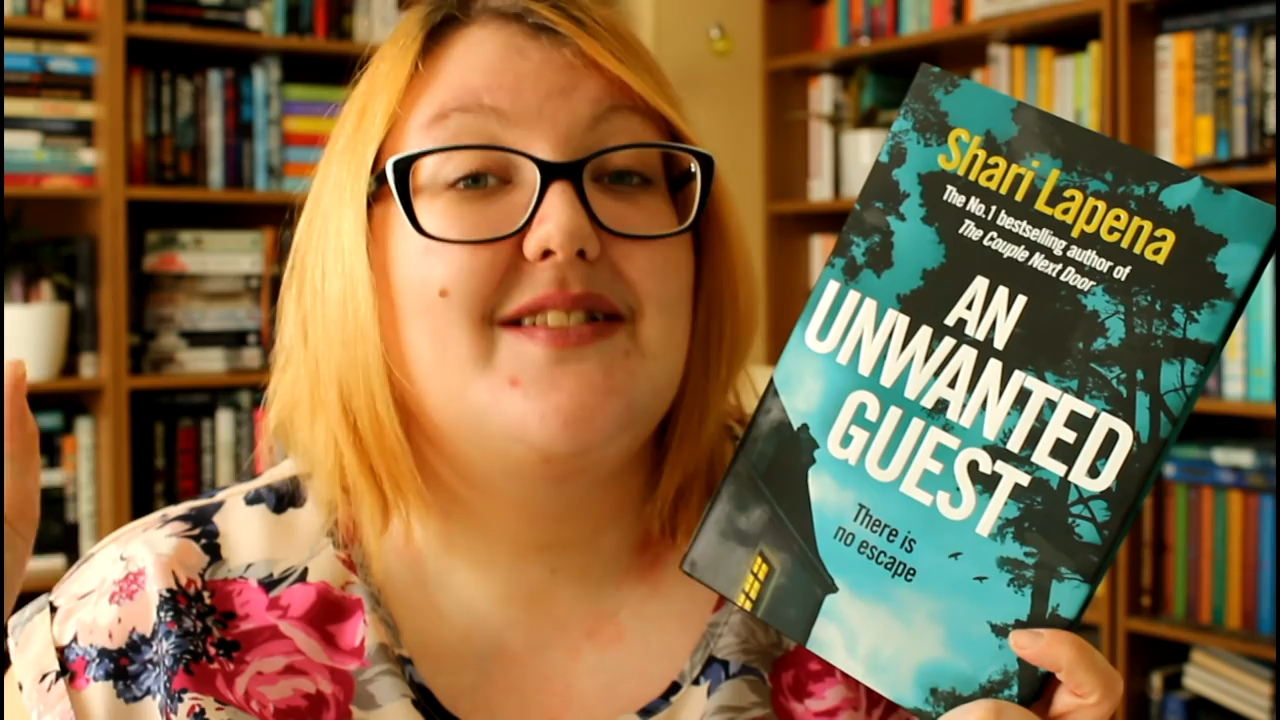 Shari Lapena
The No.1 bestselling author of
The Couple Next Door
AN
UNWANTED
GUEST
There is
no escape